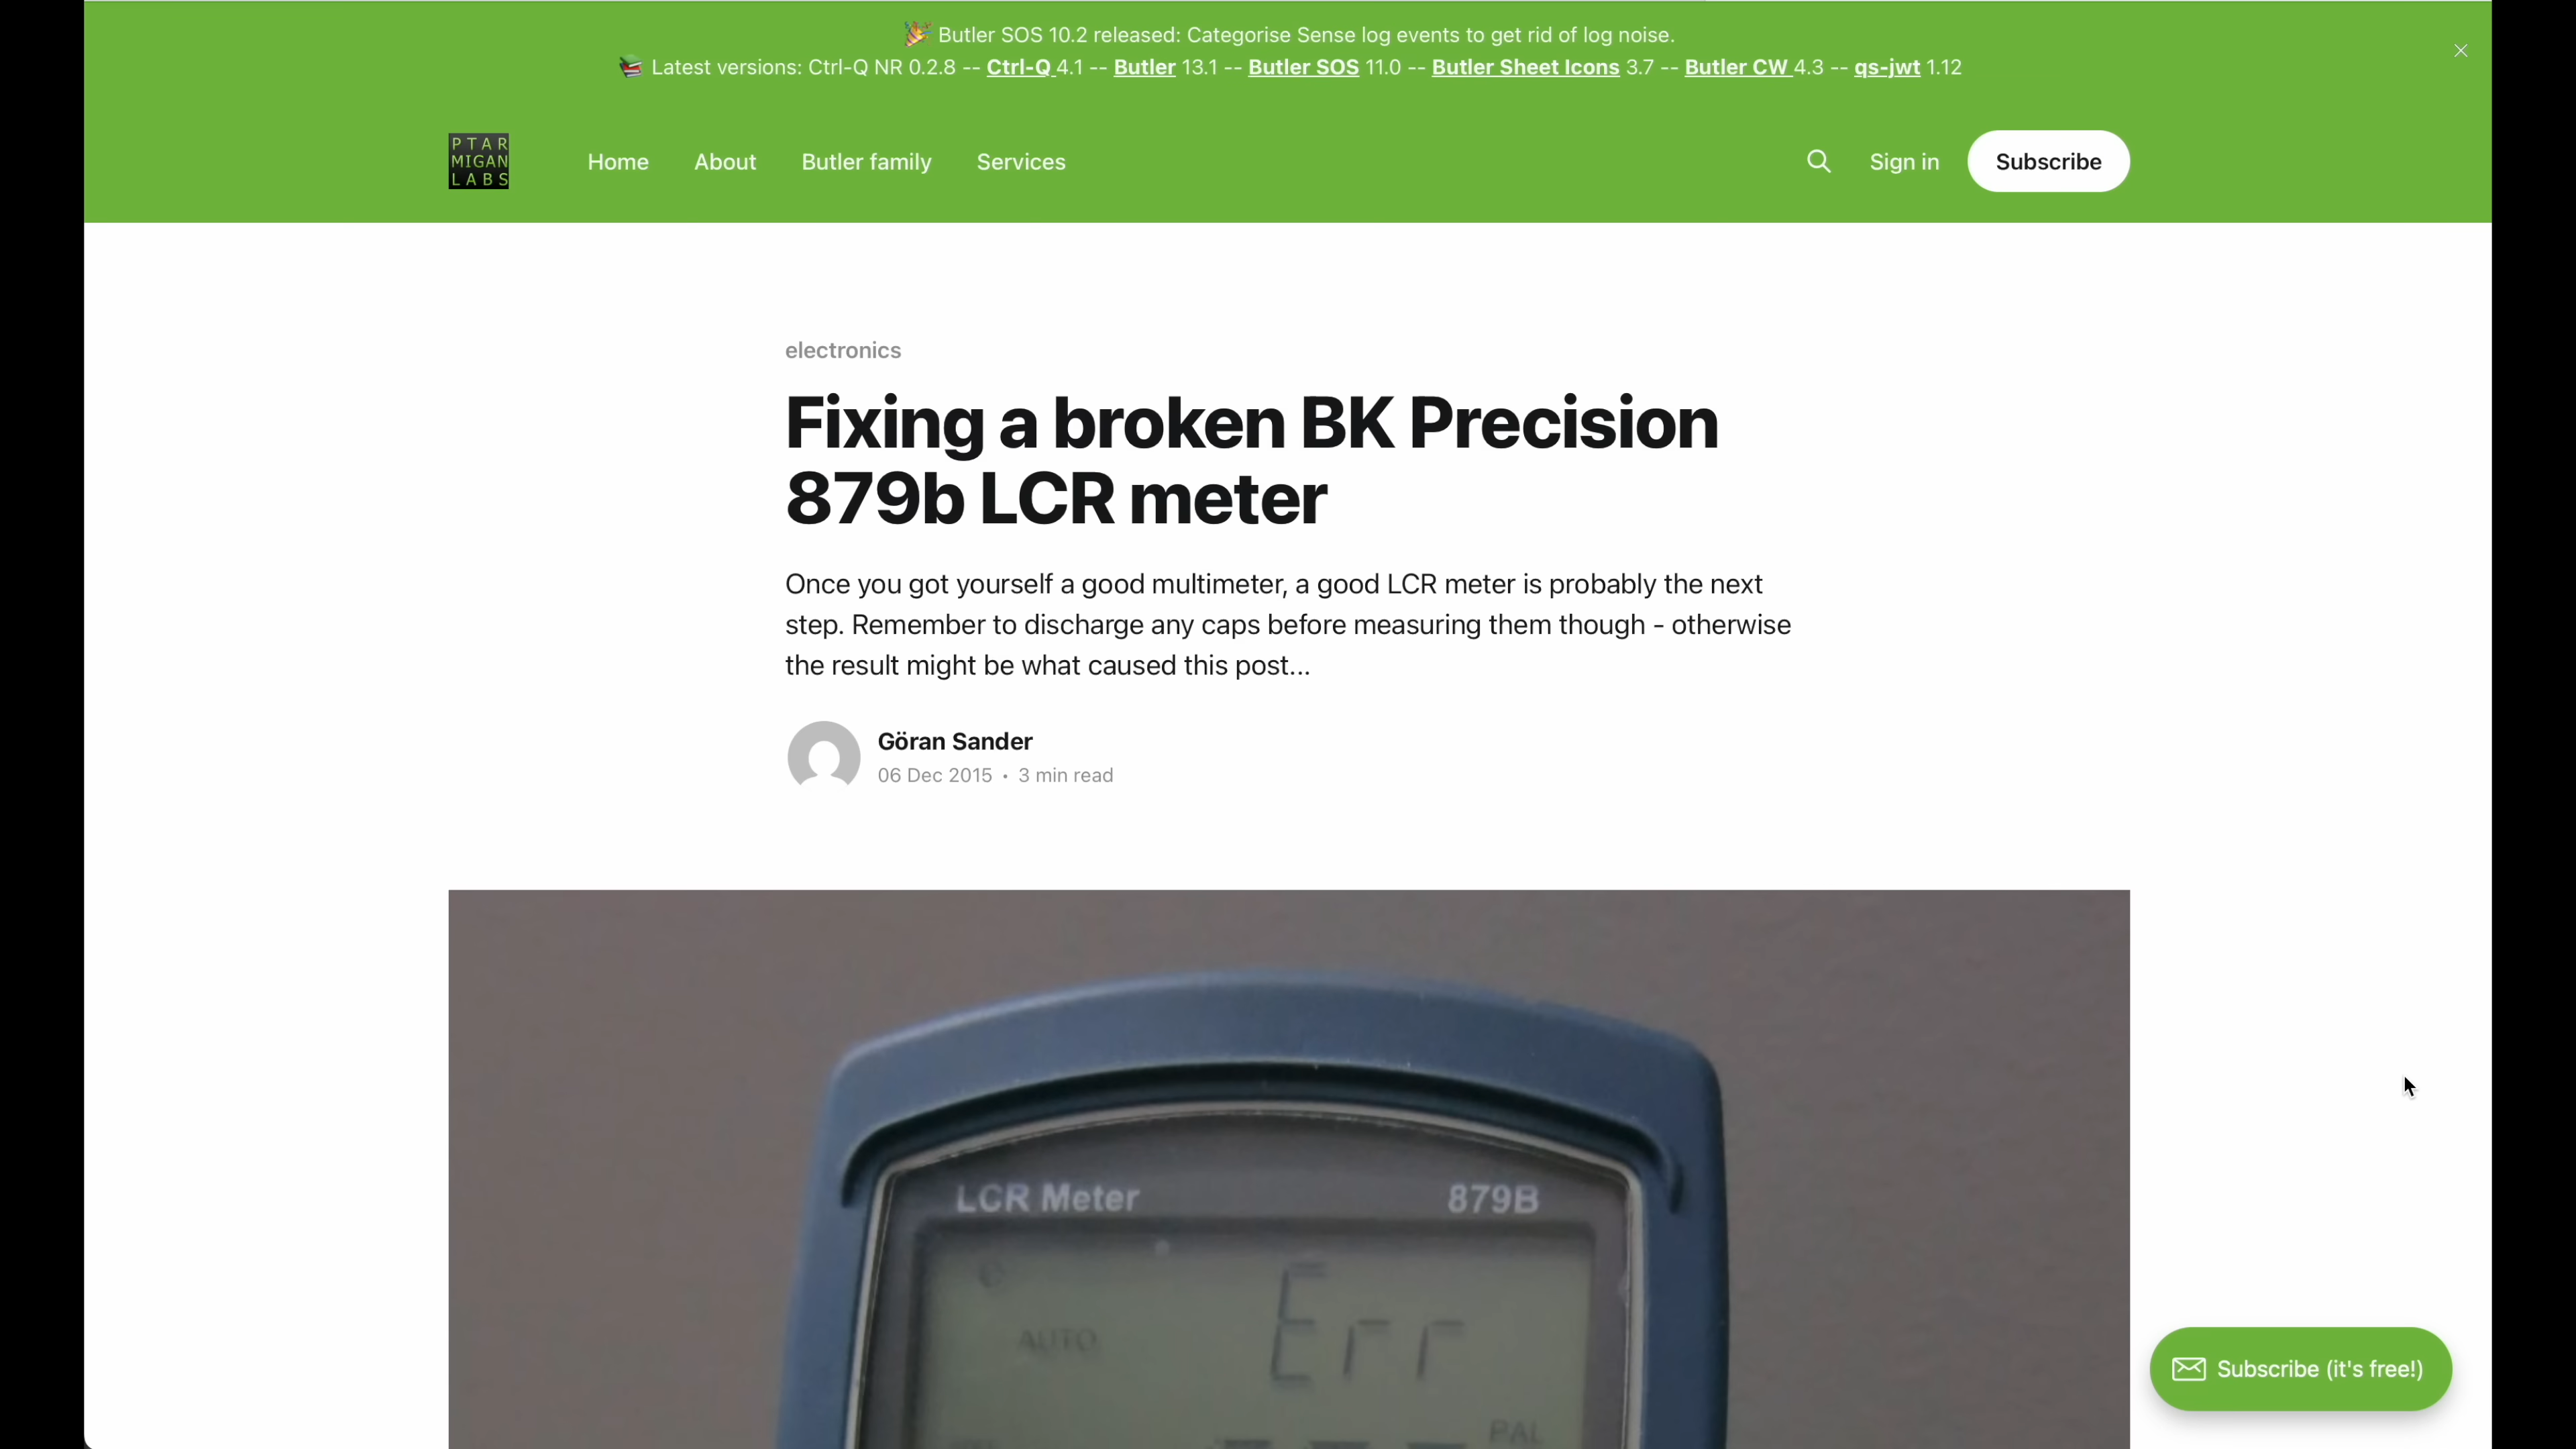 🎉 Butler SOS 10.2 released: Categorise Sense log events to get rid of log noise.
📚 Latest versions: Ctrl-Q NR 0.2.8 -- Ctrl-Q 4.1 -- Butler 13.1 -- Butler SOS 11.0 -- Butler Sheet Icons 3.7 -- Butler CW 4.3 -- qs-jwt 1.12
PTAR
MIGAN
LABS
Home About Butler family Services Sign in Subscribe
electronics
Fixing a broken BK Precision
879b LCR meter
Once you got yourself a good multimeter, a good LCR meter is probably the next
step. Remember to discharge any caps before measuring them though - otherwise
the result might be what caused this post...
Göran Sander
06 Dec 2015 • 3 min read
LCR Meter 879B
Err
AUTO
PAL
Subscribe (it's free!)